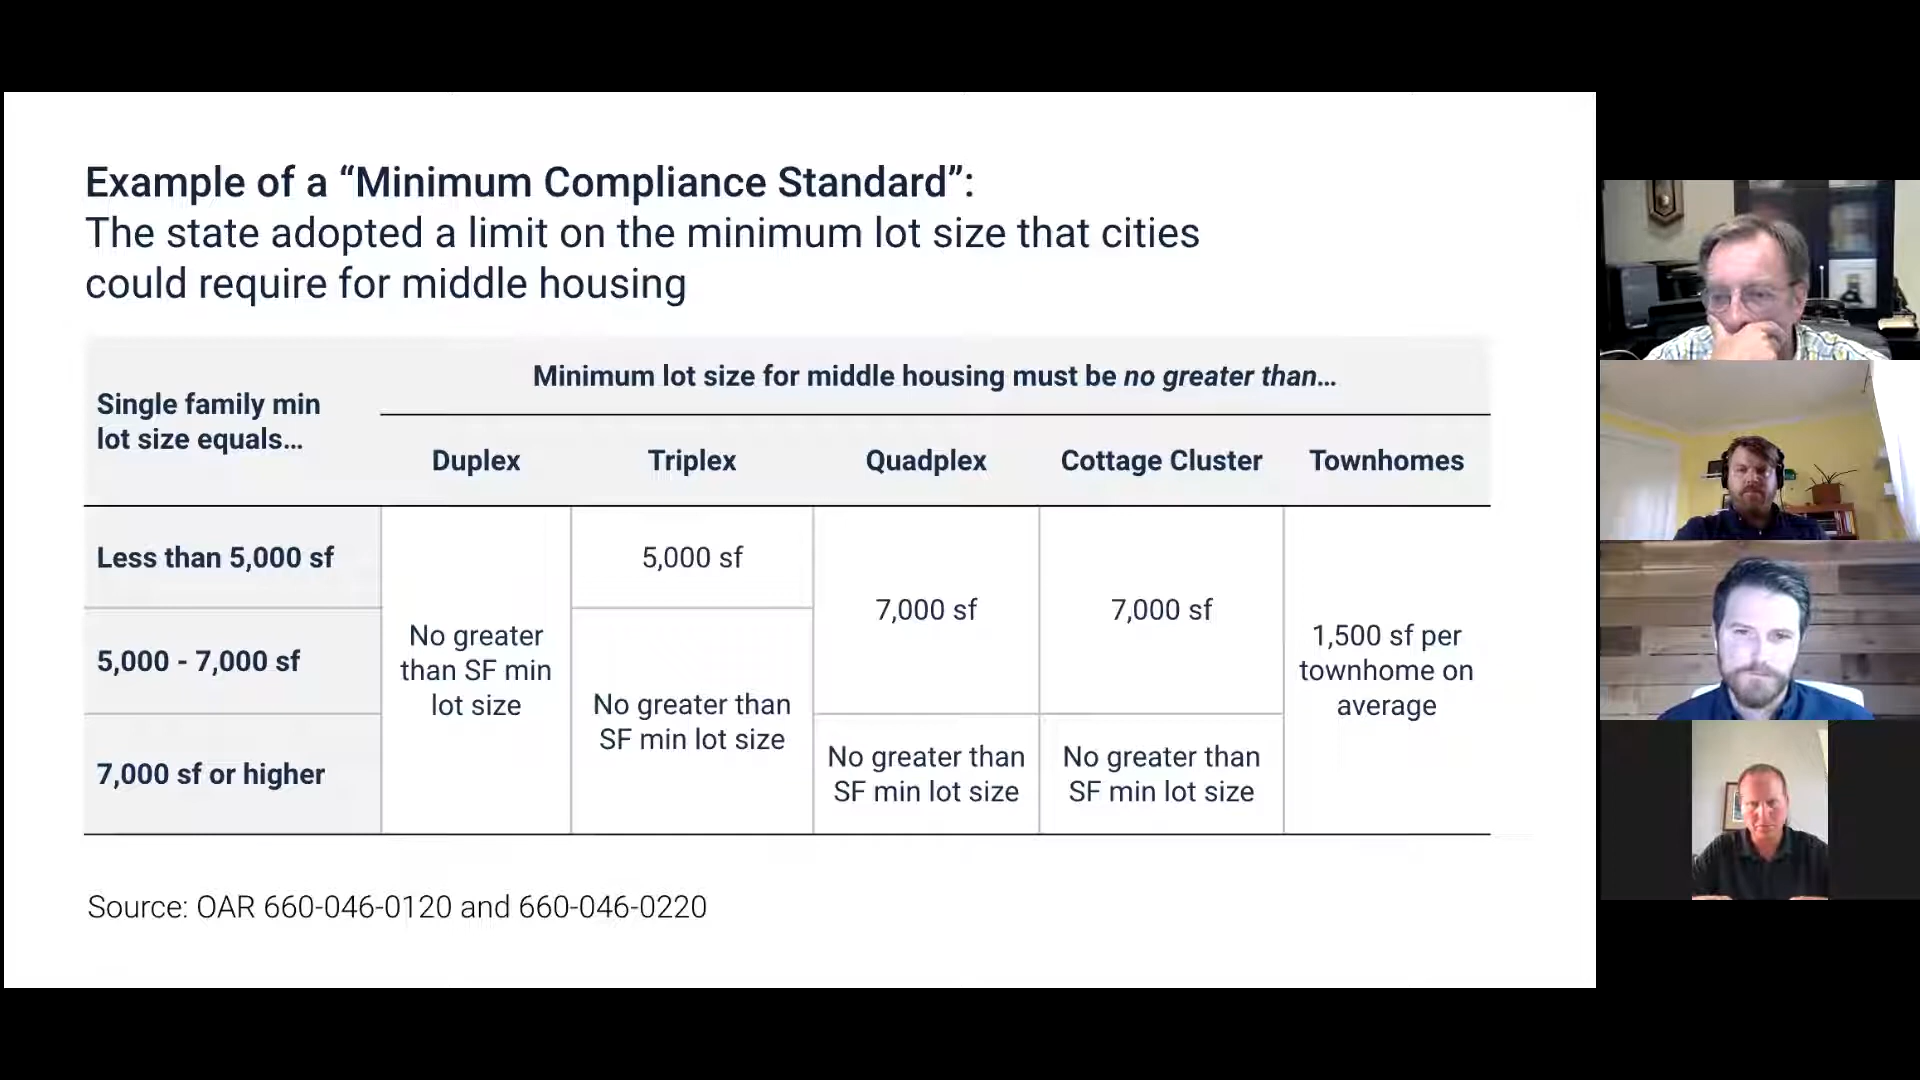 Example of a “Minimum Compliance Standard”:
The state adopted a limit on the minimum lot size that cities
could require for middle housing
Single family min
lot size equals…
Minimum lot size for middle housing must be no greater than…
Duplex
Triplex
Quadplex
Cottage Cluster
Townhomes
Less than 5,000 sf
5,000 - 7,000 sf
7,000 sf or higher
No greater
than SF min
lot size
5,000 sf
No greater than
SF min lot size
7,000 sf
No greater than
SF min lot size
7,000 sf
No greater than
SF min lot size
1,500 sf per
townhome on
average
Source: OAR 660-046-0120 and 660-046-0220